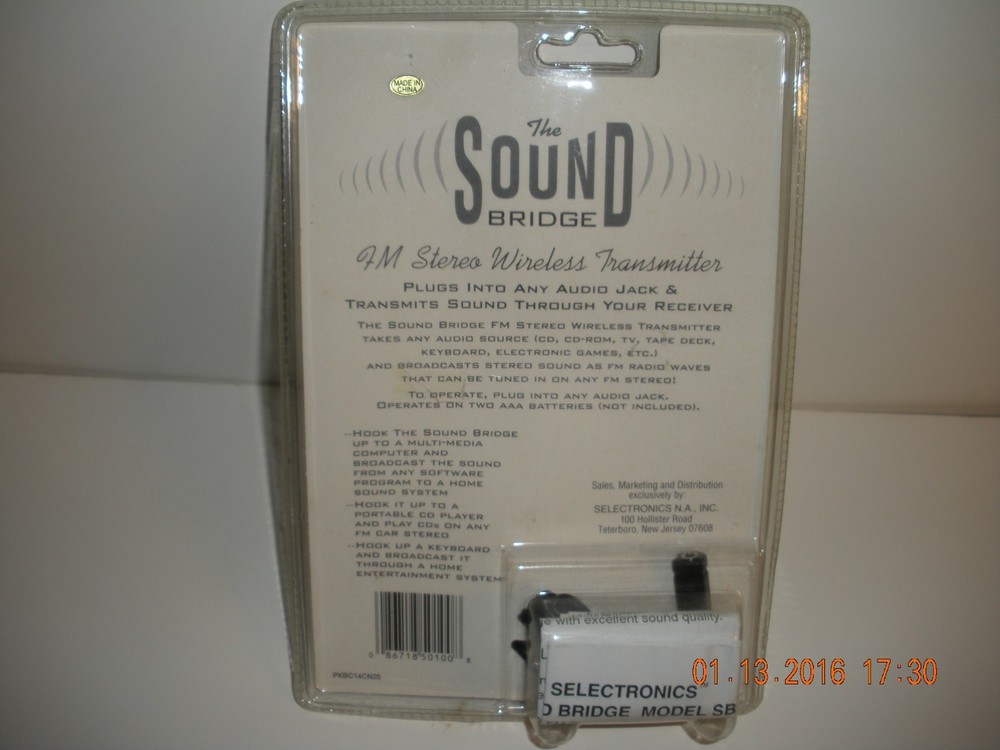 MADE IN
CHINA
The
SOUND
BRIDGE
FM Stereo Wireless Transmitter
PLUGS INTO ANY AUDIO JACK &
TRANSMITS SOUND THROUGH YOUR RECEIVER
THE SOUND BRIDGE FM STEREO WIRELESS TRANSMITTER
TAKES ANY AUDIO SOURCE (CD, CD-ROM, TV, TAPE DECK,
KEYBOARD, ELECTRONIC GAMES, ETC.)
AND BROADCASTS STEREO SOUND AS FM RADIO WAVES
THAT CAN BE TUNED IN ON ANY FM STEREO!
TO OPERATE, PLUG INTO ANY AUDIO JACK.
OPERATES ON TWO AAA BATTERIES (NOT INCLUDED).
--HOOK THE SOUND BRIDGE
UP TO A MULTI-MEDIA
COMPUTER AND
BROADCAST THE SOUND
FROM ANY SOFTWARE
PROGRAM TO A HOME
SOUND SYSTEM
--HOOK IT UP TO A
PORTABLE CD PLAYER
AND PLAY CDs ON ANY
FM CAR STEREO
--HOOK UP A KEYBOARD
AND BROADCAST IT
THROUGH A HOME
ENTERTAINMENT SYSTEM
Sales, Marketing and Distribution
exclusively by:
SELECTRONICS N.A., INC.
100 Hollister Road
Teterboro, New Jersey 07608
0 86718 50100 8
PKBC14CN25
e with excellent sound quality.
SELECTRONICS™
D BRIDGE MODEL SB
01.13.2016 17:30